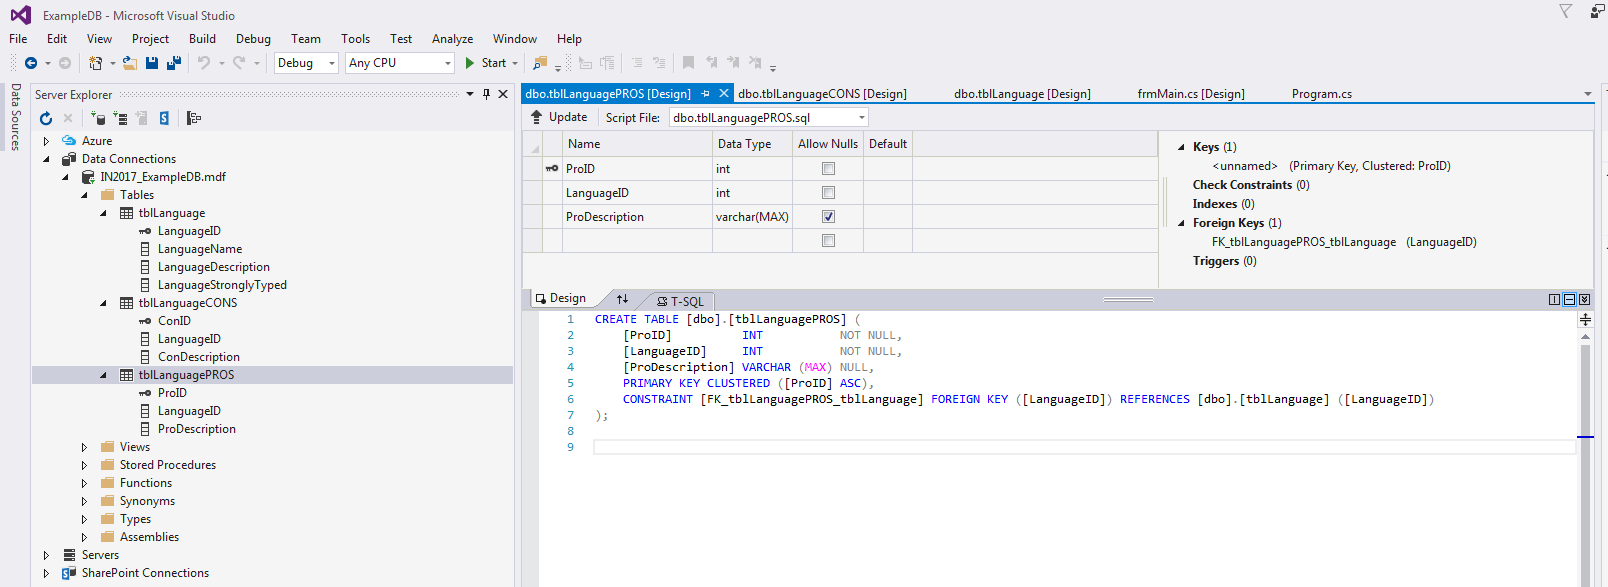 ExampleDB - Microsoft Visual Studio
File Edit View Project Build Debug Team Tools Test Analyze Window Help
Debug Any CPU Start
Data Sources
Server Explorer
Azure
Data Connections
IN2017_ExampleDB.mdf
Tables
tblLanguage
LanguageID
LanguageName
LanguageDescription
LanguageStronglyTyped
tblLanguageCONS
ConID
LanguageID
ConDescription
tblLanguagePROS
ProID
LanguageID
ProDescription
Views
Stored Procedures
Functions
Synonyms
Types
Assemblies
Servers
SharePoint Connections
dbo.tblLanguagePROS [Design] dbo.tblLanguageCONS [Design] dbo.tblLanguage [Design] frmMain.cs [Design] Program.cs
Update Script File: dbo.tblLanguagePROS.sql
Name Data Type Allow Nulls Default
ProID int
LanguageID int
ProDescription varchar(MAX)
Keys (1)
<unnamed> (Primary Key, Clustered: ProID)
Check Constraints (0)
Indexes (0)
Foreign Keys (1)
FK_tblLanguagePROS_tblLanguage (LanguageID)
Triggers (0)
Design T-SQL
1 CREATE TABLE [dbo].[tblLanguagePROS] (
2 [ProID] INT NOT NULL,
3 [LanguageID] INT NOT NULL,
4 [ProDescription] VARCHAR (MAX) NULL,
5 PRIMARY KEY CLUSTERED ([ProID] ASC),
6 CONSTRAINT [FK_tblLanguagePROS_tblLanguage] FOREIGN KEY ([LanguageID]) REFERENCES [dbo].[tblLanguage] ([LanguageID])
7 );
8
9